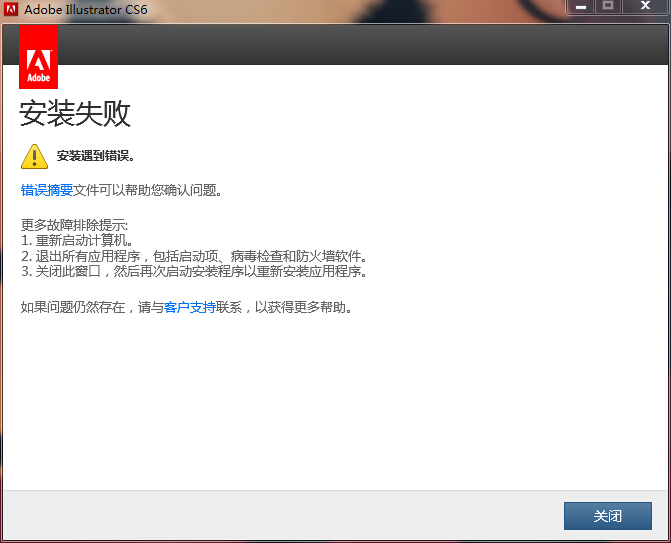 Adobe Illustrator CS6
Adobe
安装失败
安装遇到错误。
错误摘要文件可以帮助您确认问题。
更多故障排除提示:
1. 重新启动计算机。
2. 退出所有应用程序，包括启动项、病毒检查和防火墙软件。
3. 关闭此窗口，然后再次启动安装程序以重新安装应用程序。
如果问题仍然存在，请与客户支持联系，以获得更多帮助。
关闭